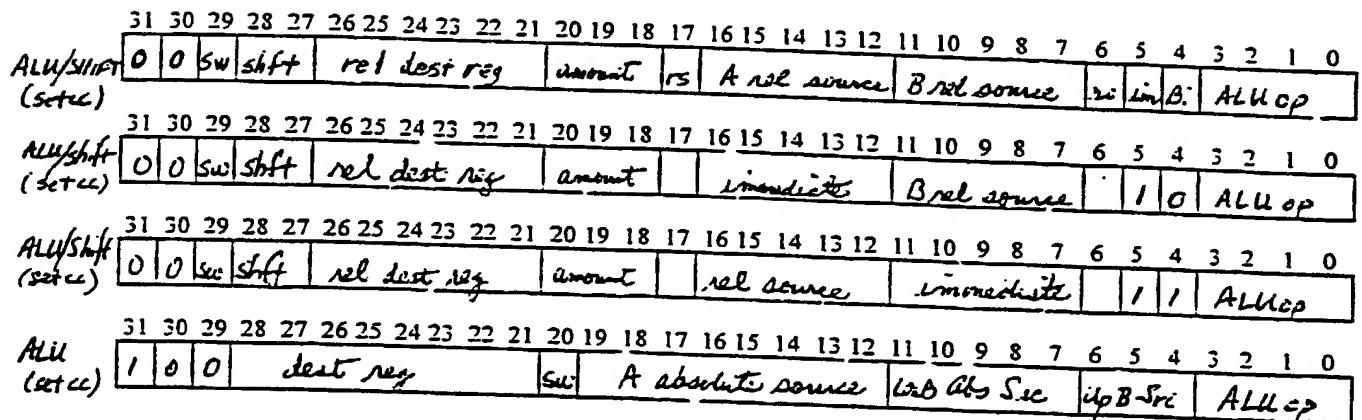 31 30 29 28 27 26 25 24 23 22 21 20 19 18 17 16 15 14 13 12 11 10 9 8 7 6 5 4 3 2 1 0
ALU/SHIFT 0 0 sw shft rel dest reg amount rs A rel source B rel source ri im B. ALU op
(setcc)
31 30 29 28 27 26 25 24 23 22 21 20 19 18 17 16 15 14 13 12 11 10 9 8 7 6 5 4 3 2 1 0
ALU/shft 0 0 sw shft rel dest reg amount immediate B rel source 1 0 ALU op
(setcc)
31 30 29 28 27 26 25 24 23 22 21 20 19 18 17 16 15 14 13 12 11 10 9 8 7 6 5 4 3 2 1 0
ALU/Shft 0 0 sw shft rel dest reg amount rel source immediate 1 1 ALU op
(setcc)
31 30 29 28 27 26 25 24 23 22 21 20 19 18 17 16 15 14 13 12 11 10 9 8 7 6 5 4 3 2 1 0
ALU 1 0 0 dest reg sw A absolute source B Abs Src B Src ALU op
(set cc)